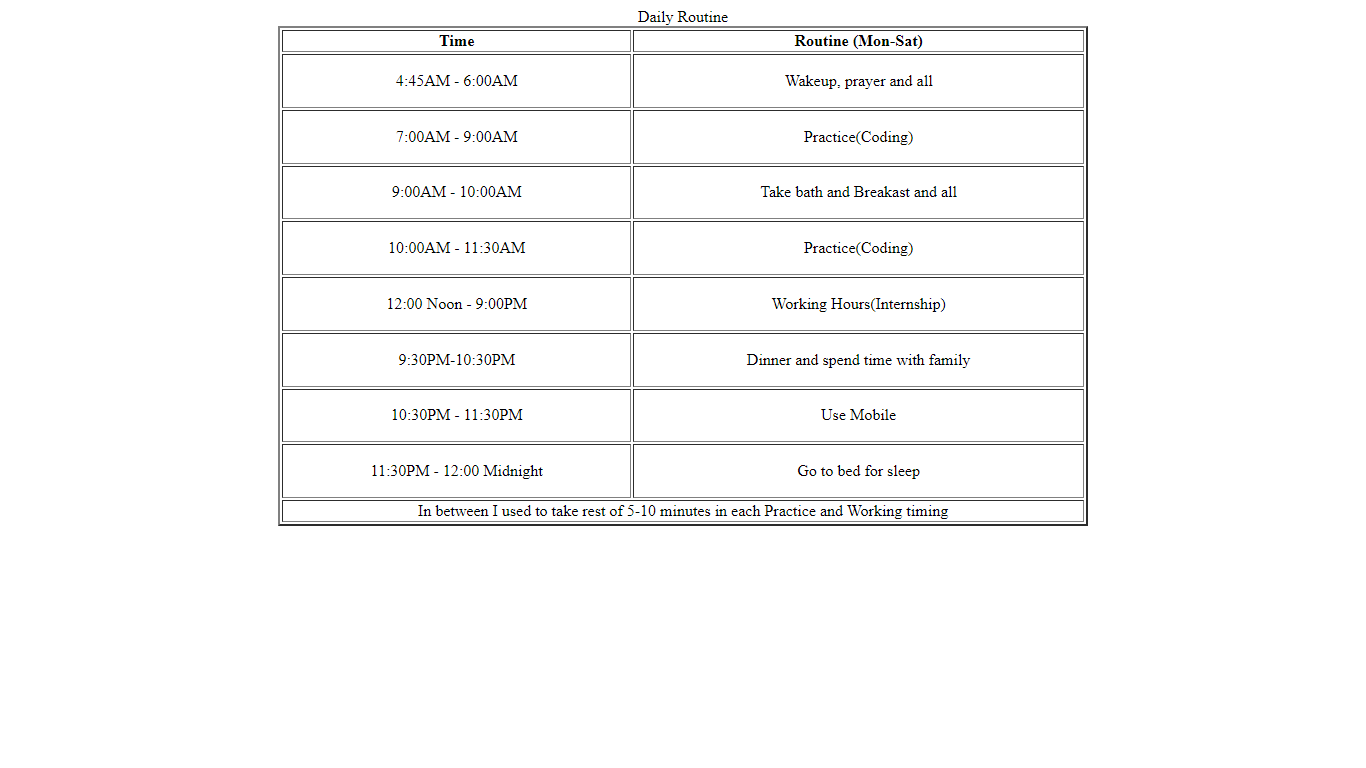 Daily Routine
Time Routine (Mon-Sat)
4:45AM - 6:00AM Wakeup, prayer and all
7:00AM - 9:00AM Practice(Coding)
9:00AM - 10:00AM Take bath and Breakast and all
10:00AM - 11:30AM Practice(Coding)
12:00 Noon - 9:00PM Working Hours(Internship)
9:30PM-10:30PM Dinner and spend time with family
10:30PM - 11:30PM Use Mobile
11:30PM - 12:00 Midnight Go to bed for sleep
In between I used to take rest of 5-10 minutes in each Practice and Working timing